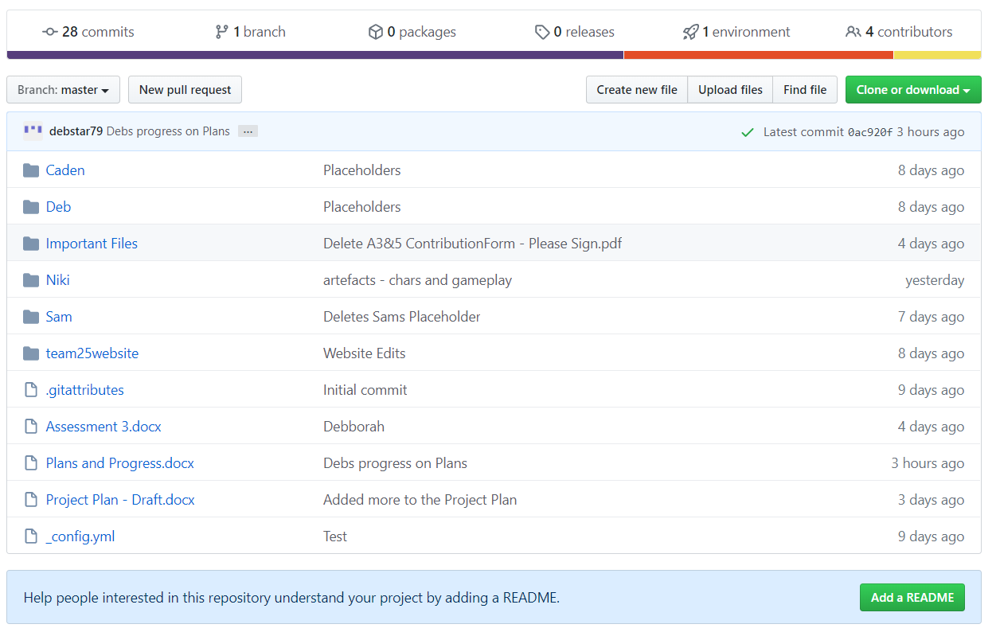 28 commits 1 branch 0 packages 0 releases 1 environment 4 contributors
Branch: master New pull request Create new file Upload files Find file Clone or download
debstar79 Debs progress on Plans ... Latest commit 0ac920f 3 hours ago
Caden Placeholders 8 days ago
Deb Placeholders 8 days ago
Important Files Delete A3&5 ContributionForm - Please Sign.pdf 4 days ago
Niki artefacts - chars and gameplay yesterday
Sam Deletes Sams Placeholder 7 days ago
team25website Website Edits 8 days ago
.gitattributes Initial commit 9 days ago
Assessment 3.docx Debborah 4 days ago
Plans and Progress.docx Debs progress on Plans 3 hours ago
Project Plan - Draft.docx Added more to the Project Plan 3 days ago
_config.yml Test 9 days ago
Help people interested in this repository understand your project by adding a README. Add a README